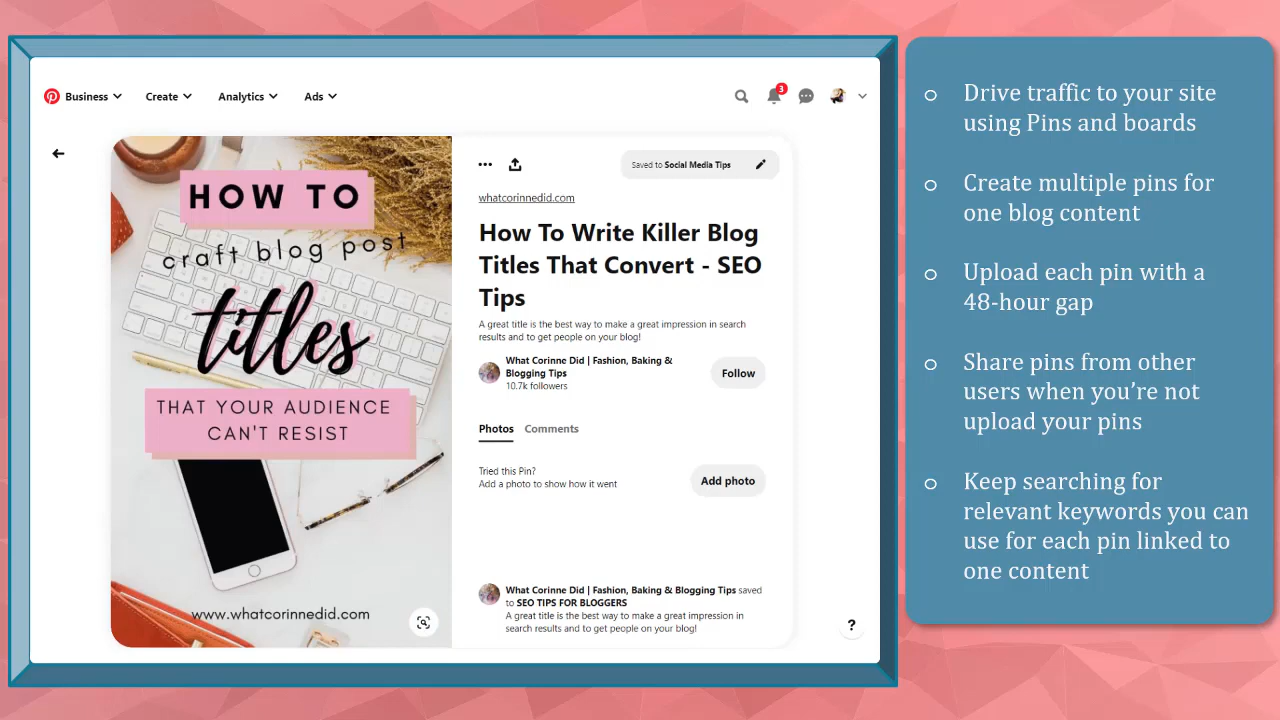 Business
Create
Analytics
Ads
3
HOW TO
craft blog post
titles
THAT YOUR AUDIENCE
CAN'T RESIST
www.whatcorinnedid.com
Saved to Social Media Tips
whatcorinnedid.com
How To Write Killer Blog
Titles That Convert - SEO
Tips
A great title is the best way to make a great impression in search
results and to get people on your blog!
What Corinne Did | Fashion, Baking &
Blogging Tips
10.7k followers
Follow
Photos
Comments
Tried this Pin?
Add a photo to show how it went
Add photo
What Corinne Did | Fashion, Baking & Blogging Tips saved
to SEO TIPS FOR BLOGGERS
A great title is the best way to make a great impression in
search results and to get people on your blog!
?
Drive traffic to your site
using Pins and boards
Create multiple pins for
one blog content
Upload each pin with a
48-hour gap
Share pins from other
users when you’re not
upload your pins
Keep searching for
relevant keywords you can
use for each pin linked to
one content